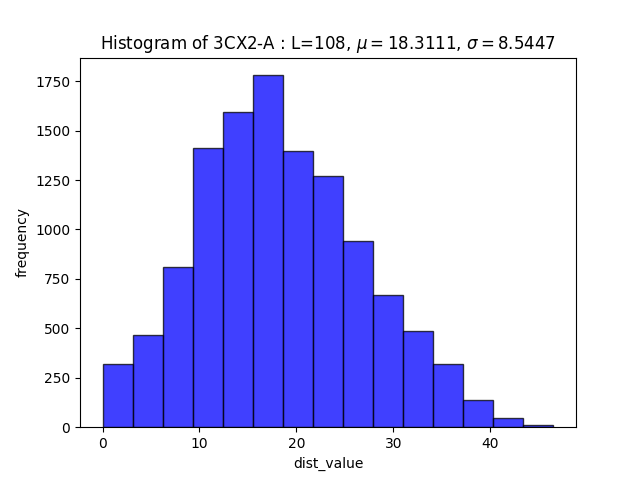 Histogram of 3CX2-A : L=108, μ = 18.3111, σ = 8.5447
1750
1500
1250
1000
750
500
250
0
frequency
0 10 20 30 40
dist_value